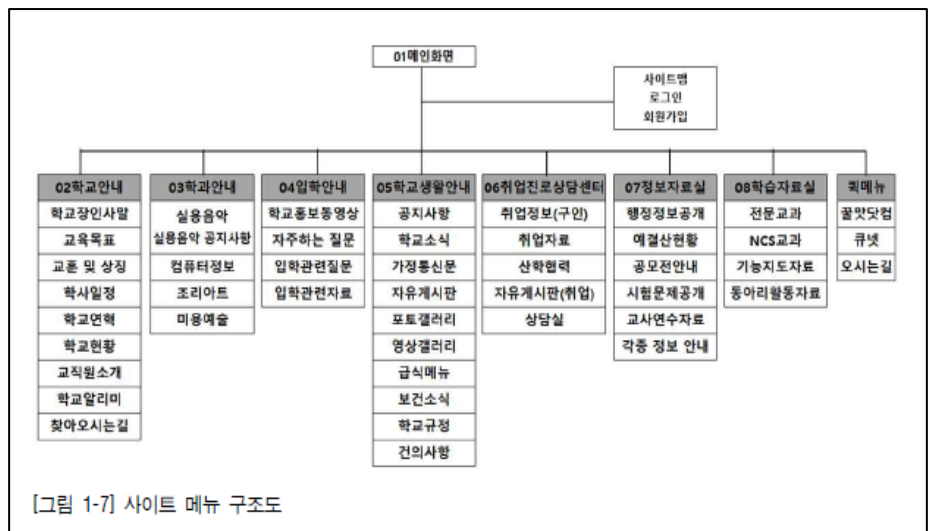 01메인화면
사이트맵
로그인
회원가입
02학교안내
학교장인사말
교육목표
교훈 및 상징
학사일정
학교연혁
학교현황
교직원소개
학교알리미
찾아오시는길
03학과안내
실용음악
실용음악 공지사항
컴퓨터정보
조리아트
미용예술
04입학안내
학교홍보동영상
자주하는 질문
입학관련질문
입학관련자료
05학교생활안내
공지사항
학교소식
가정통신문
자유게시판
포토갤러리
영상갤러리
급식메뉴
보건소식
학교규정
건의사항
06취업진로상담센터
취업정보(구인)
취업자료
산학협력
자유게시판(취업)
상담실
07정보자료실
행정정보공개
예결산현황
공모전안내
시험문제공개
교사연수자료
각종 정보 안내
08학습자료실
전문교과
NCS교과
기능지도자료
동아리활동자료
퀵메뉴
꿀맛닷컴
큐넷
오시는길
[그림 1-7] 사이트 메뉴 구조도